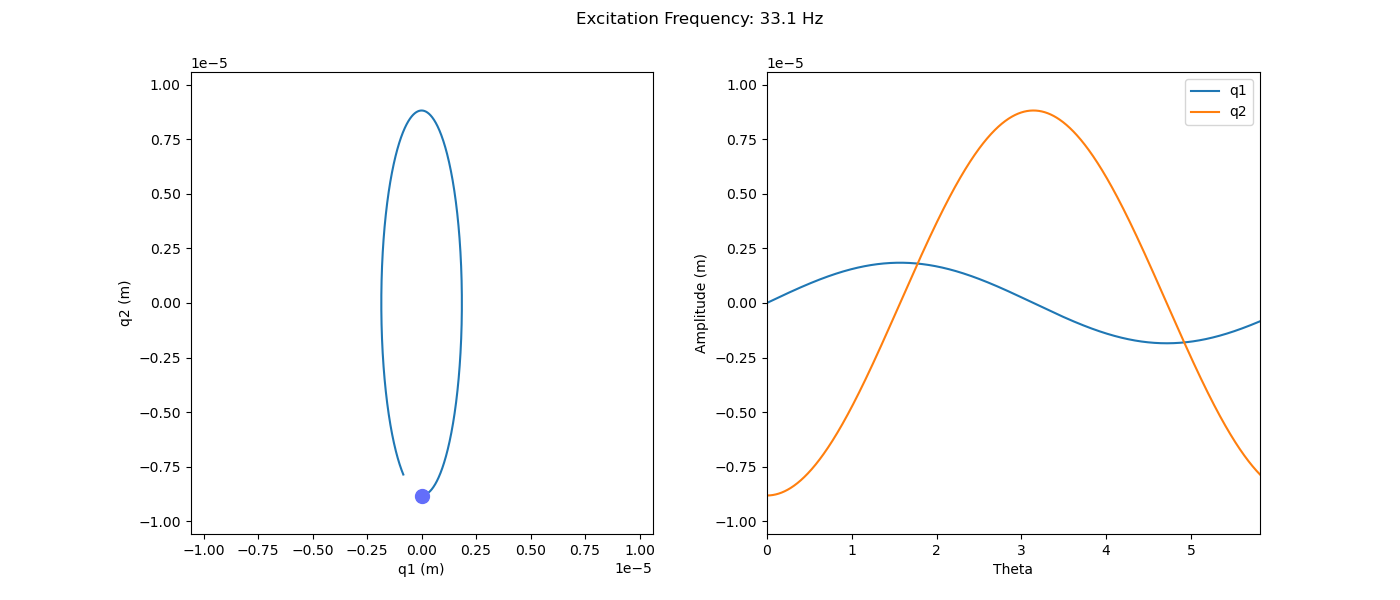 Excitation Frequency: 33.1 Hz
1e−5
1.00
0.75
0.50
0.25
0.00
−0.25
−0.50
−0.75
−1.00
q2 (m)
−1.00 −0.75 −0.50 −0.25 0.00 0.25 0.50 0.75 1.00
q1 (m)
1e−5
1e−5
1.00
0.75
0.50
0.25
0.00
−0.25
−0.50
−0.75
−1.00
Amplitude (m)
q1
q2
0 1 2 3 4 5
Theta